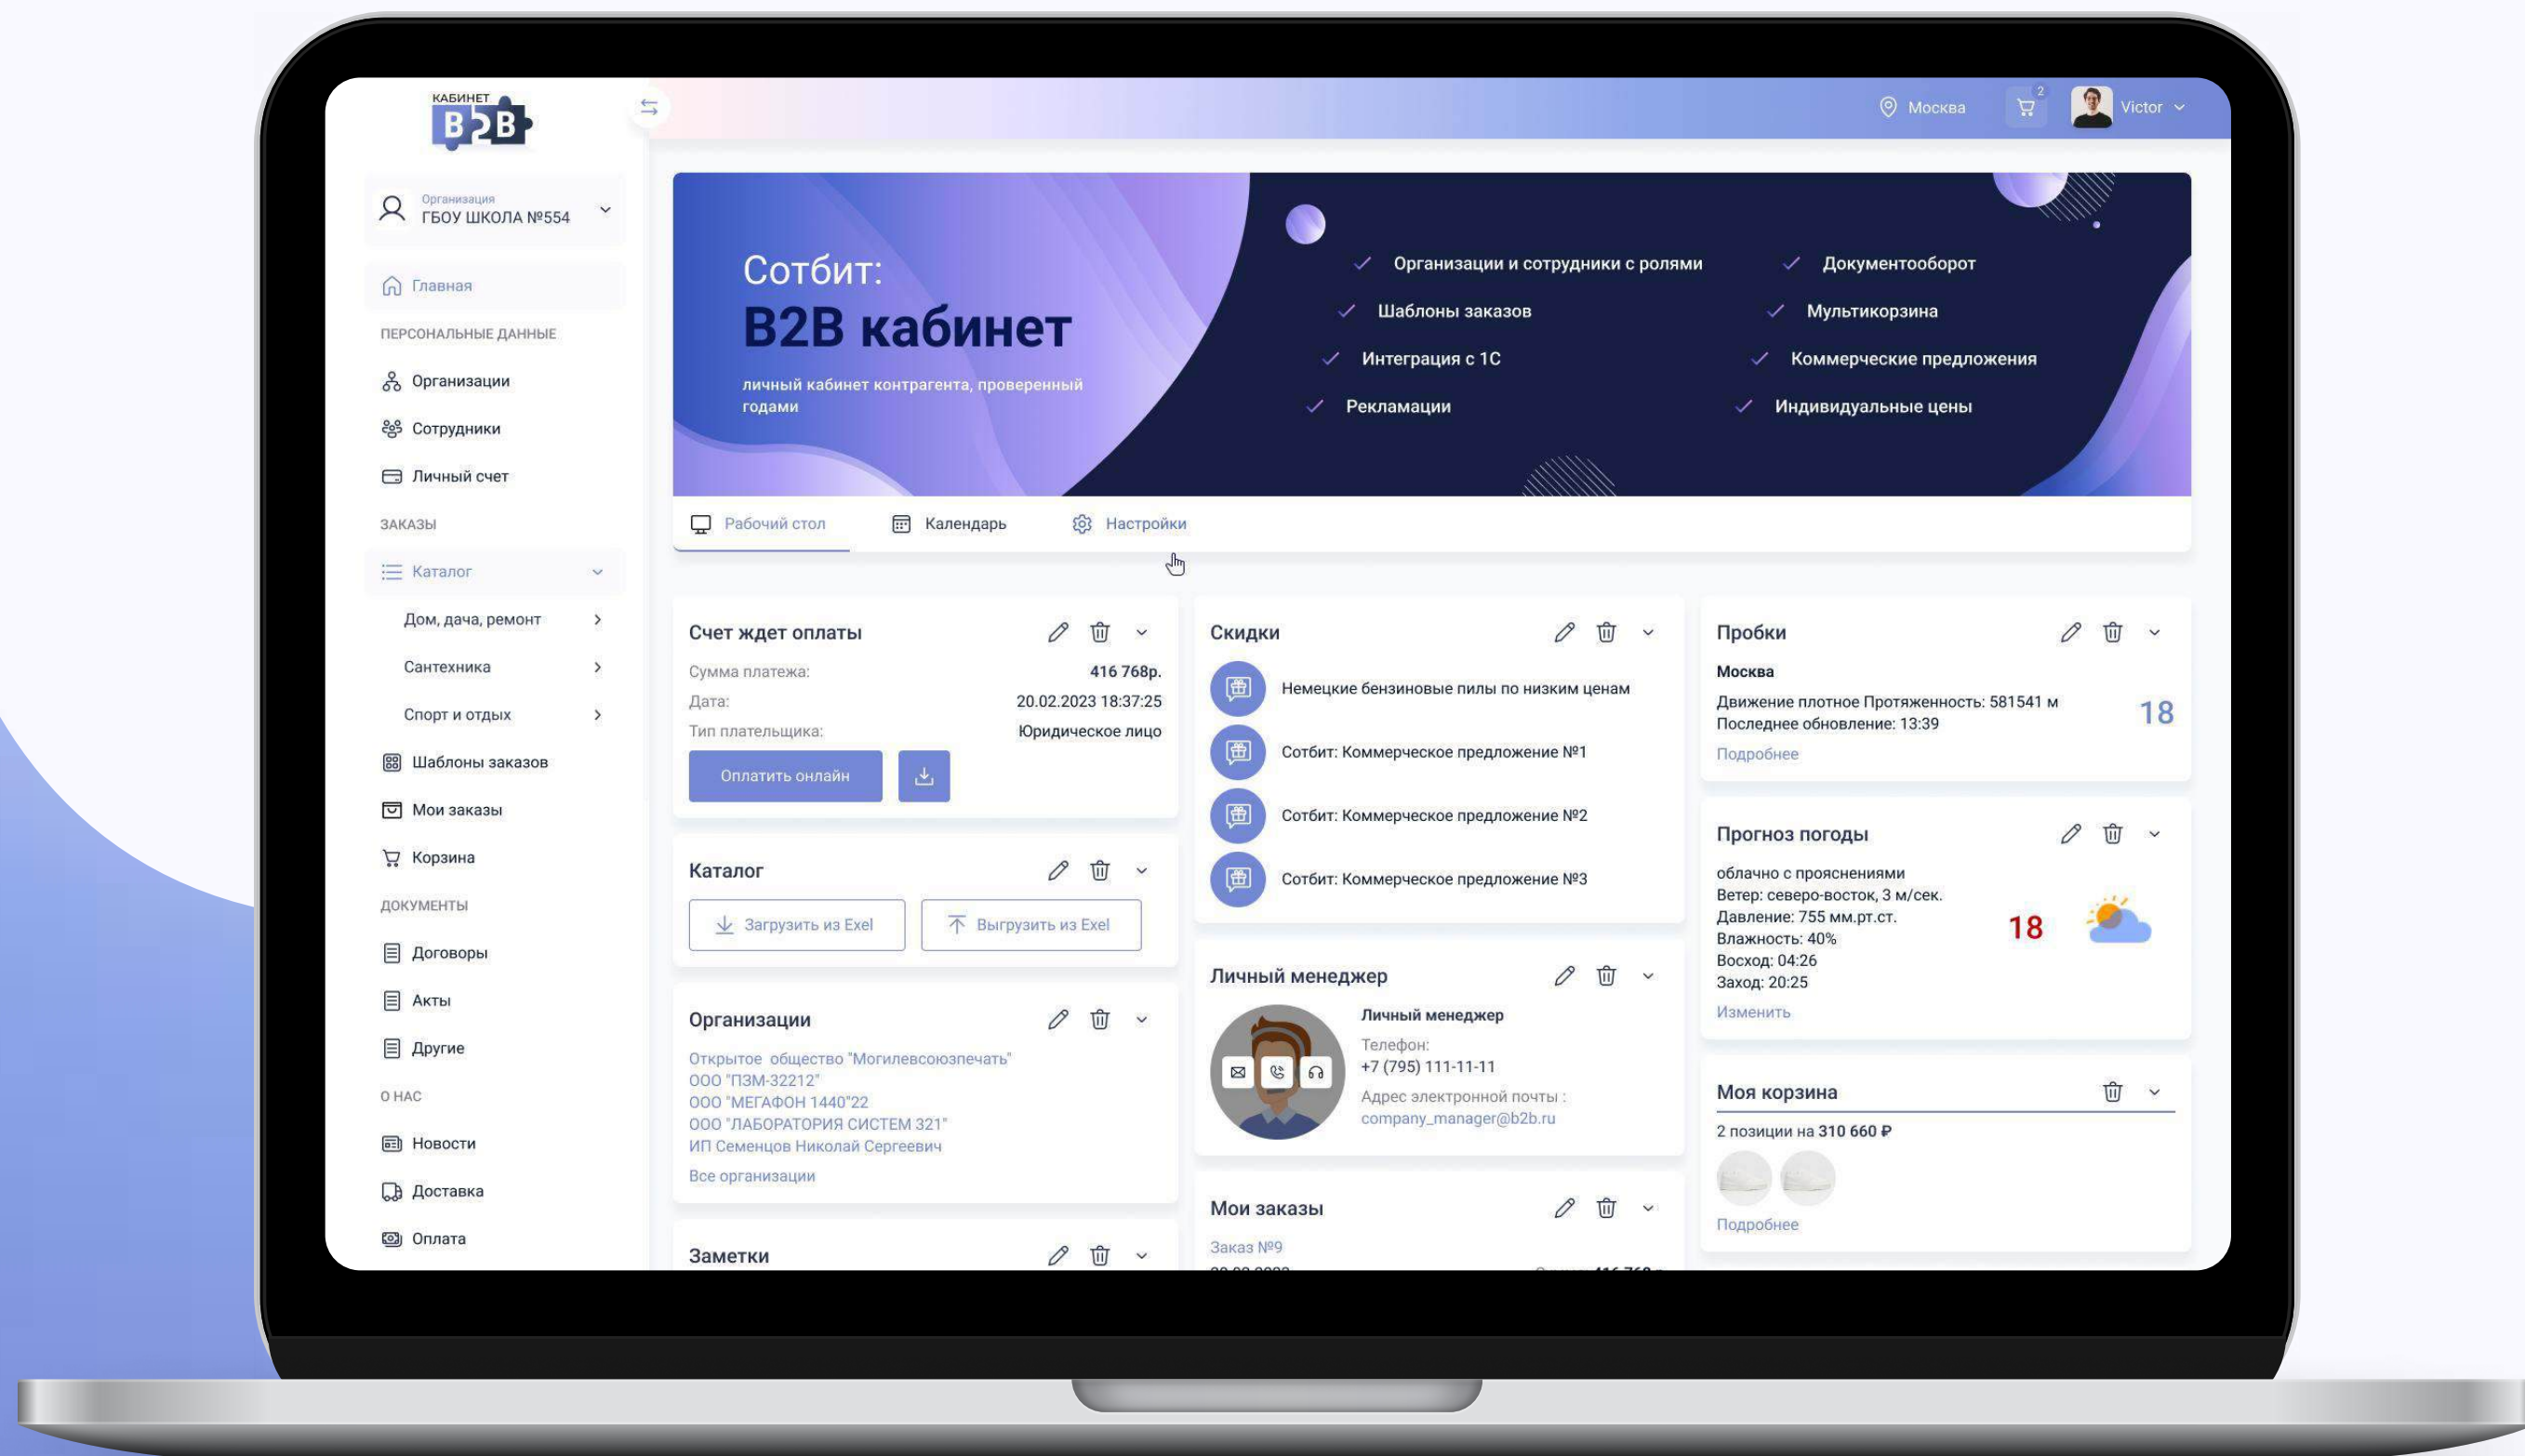 КАБИНЕТ
B2B
Москва
2
Victor
Организация
ГБОУ ШКОЛА №554
Главная
ПЕРСОНАЛЬНЫЕ ДАННЫЕ
Организации
Сотрудники
Личный счет
ЗАКАЗЫ
Каталог
Дом, дача, ремонт
Сантехника
Спорт и отдых
Шаблоны заказов
Мои заказы
Корзина
ДОКУМЕНТЫ
Договоры
Акты
Другие
О НАС
Новости
Доставка
Оплата
Сотбит:
B2B кабинет
личный кабинет контрагента, проверенный
годами
Организации и сотрудники с ролями
Шаблоны заказов
Интеграция с 1С
Рекламации
Документооборот
Мультикорзина
Коммерческие предложения
Индивидуальные цены
Рабочий стол
Календарь
Настройки
Счет ждет оплаты
Сумма платежа: 416 768р.
Дата: 20.02.2023 18:37:25
Тип плательщика: Юридическое лицо
Оплатить онлайн
Каталог
Загрузить из Exel
Выгрузить из Exel
Организации
Открытое общество "Могилевсоюзпечать"
ООО "ПЗМ-32212"
ООО "МЕГАФОН 1440"22
ООО "ЛАБОРАТОРИЯ СИСТЕМ 321"
ИП Семенцов Николай Сергеевич
Все организации
Заметки
Скидки
Немецкие бензиновые пилы по низким ценам
Сотбит: Коммерческое предложение №1
Сотбит: Коммерческое предложение №2
Сотбит: Коммерческое предложение №3
Личный менеджер
Личный менеджер
Телефон:
+7 (795) 111-11-11
Адрес электронной почты :
company_manager@b2b.ru
Мои заказы
Заказ №9
Пробки
Москва
Движение плотное Протяженность: 581541 м
Последнее обновление: 13:39
18
Подробнее
Прогноз погоды
облачно с прояснениями
Ветер: северо-восток, 3 м/сек.
Давление: 755 мм.рт.ст.
Влажность: 40%
Восход: 04:26
Заход: 20:25
18
Изменить
Моя корзина
2 позиции на 310 660 ₽
Подробнее